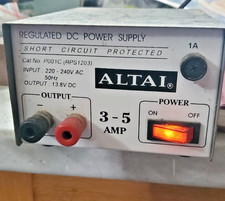 REGULATED DC POWER SUPPLY
SHORT CIRCUIT PROTECTED
1A
Cat No P001C (RPS1203)
INPUT : 220 - 240V AC
50Hz
OUTPUT : 13.8V DC
ALTAI
OUTPUT
- +
3 - 5
AMP
POWER
ON OFF